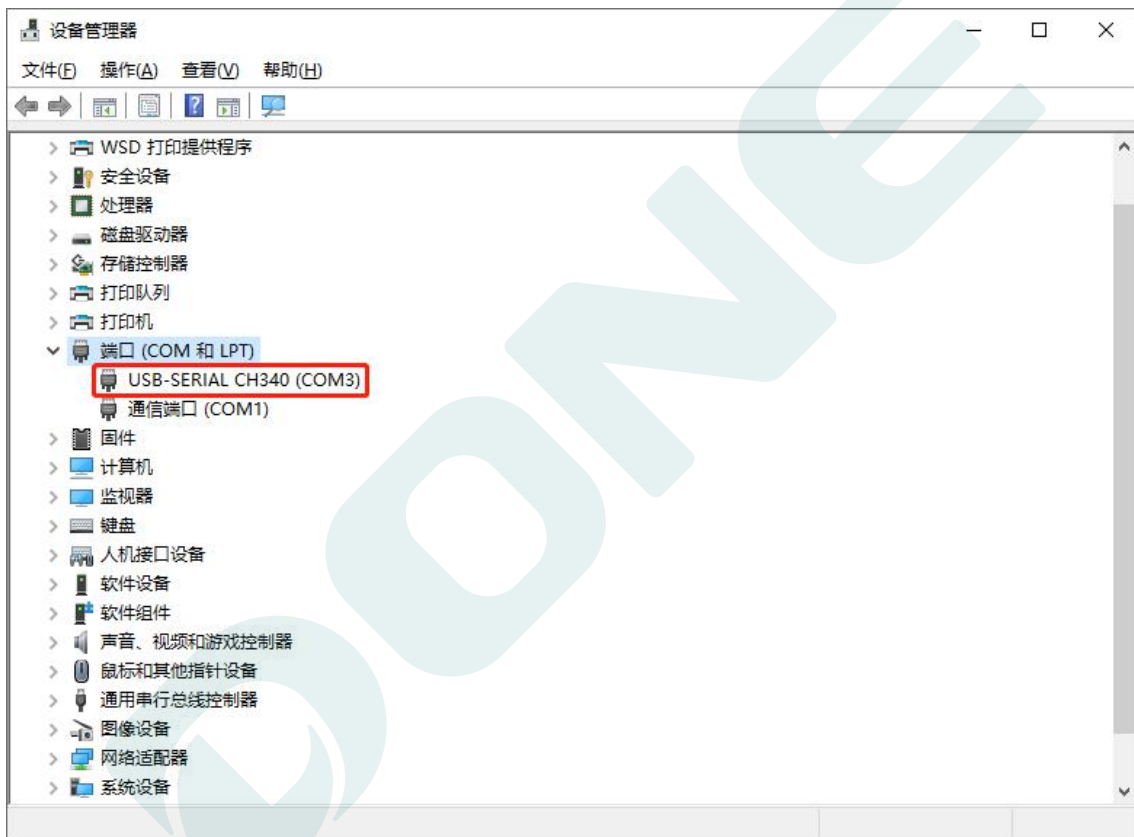 设备管理器
文件(F) 操作(A) 查看(V) 帮助(H)
WSD 打印提供程序
安全设备
处理器
磁盘驱动器
存储控制器
打印队列
打印机
端口 (COM 和 LPT)
USB-SERIAL CH340 (COM3)
通信端口 (COM1)
固件
计算机
监视器
键盘
人机接口设备
软件设备
软件组件
声音、视频和游戏控制器
鼠标和其他指针设备
通用串行总线控制器
图像设备
网络适配器
系统设备
DONE